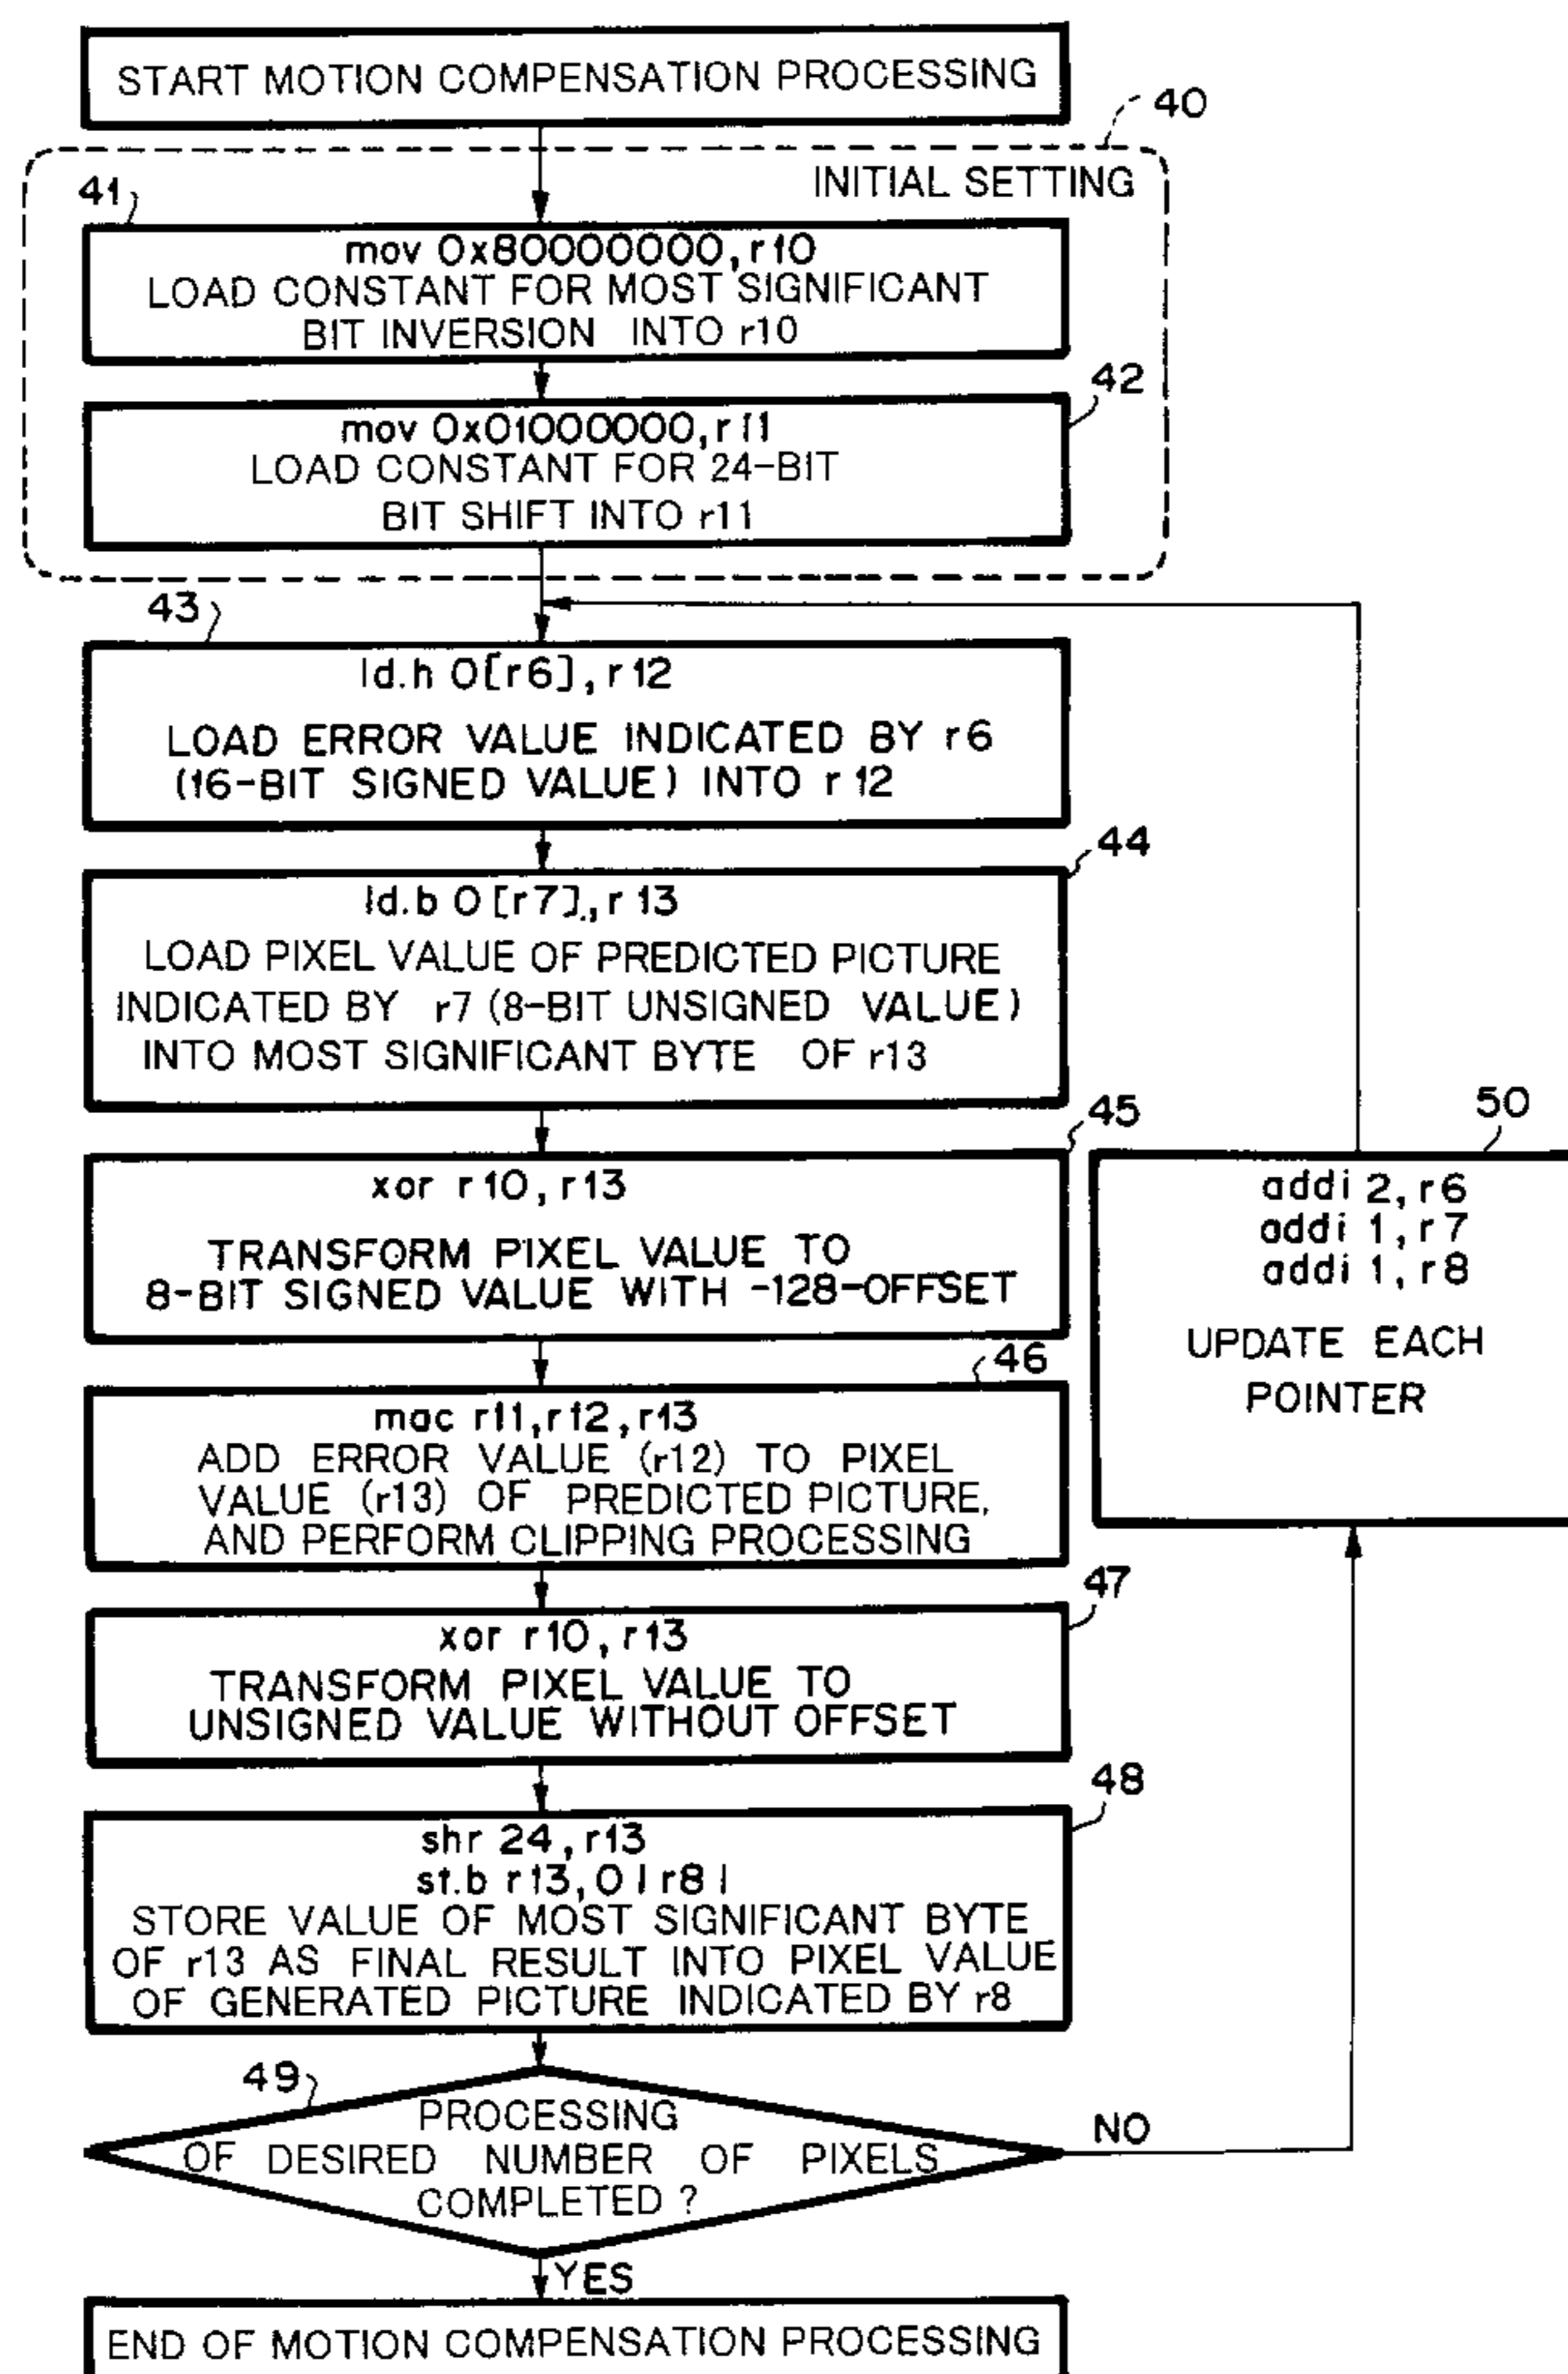 START MOTION COMPENSATION PROCESSING
40
INITIAL SETTING
41
mov 0x80000000, r10
LOAD CONSTANT FOR MOST SIGNIFICANT
BIT INVERSION INTO r10
42
mov 0x01000000, r11
LOAD CONSTANT FOR 24-BIT
BIT SHIFT INTO r11
43
ld.h 0[r6], r12
LOAD ERROR VALUE INDICATED BY r6
(16-BIT SIGNED VALUE) INTO r12
44
ld.b 0[r7], r13
LOAD PIXEL VALUE OF PREDICTED PICTURE
INDICATED BY r7 (8-BIT UNSIGNED VALUE)
INTO MOST SIGNIFICANT BYTE OF r13
45
xor r10, r13
TRANSFORM PIXEL VALUE TO
8-BIT SIGNED VALUE WITH -128-OFFSET
46
mac r11, r12, r13
ADD ERROR VALUE (r12) TO PIXEL
VALUE (r13) OF PREDICTED PICTURE,
AND PERFORM CLIPPING PROCESSING
47
xor r10, r13
TRANSFORM PIXEL VALUE TO
UNSIGNED VALUE WITHOUT OFFSET
48
shr 24, r13
st.b r13, 0[r8]
STORE VALUE OF MOST SIGNIFICANT BYTE
OF r13 AS FINAL RESULT INTO PIXEL VALUE
OF GENERATED PICTURE INDICATED BY r8
49
PROCESSING
OF DESIRED NUMBER OF PIXELS
COMPLETED ?
NO
YES
50
addi 2, r6
addi 1, r7
addi 1, r8
UPDATE EACH
POINTER
END OF MOTION COMPENSATION PROCESSING